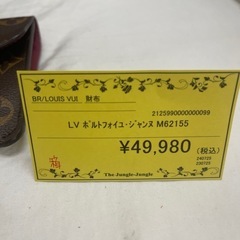 BR/LOUIS VUI 財布
2125990000000099
LV ポルトフォイユ・ジャンヌ M62155
¥49,980 (税込)
240725
230725
The Jungle-Jungle